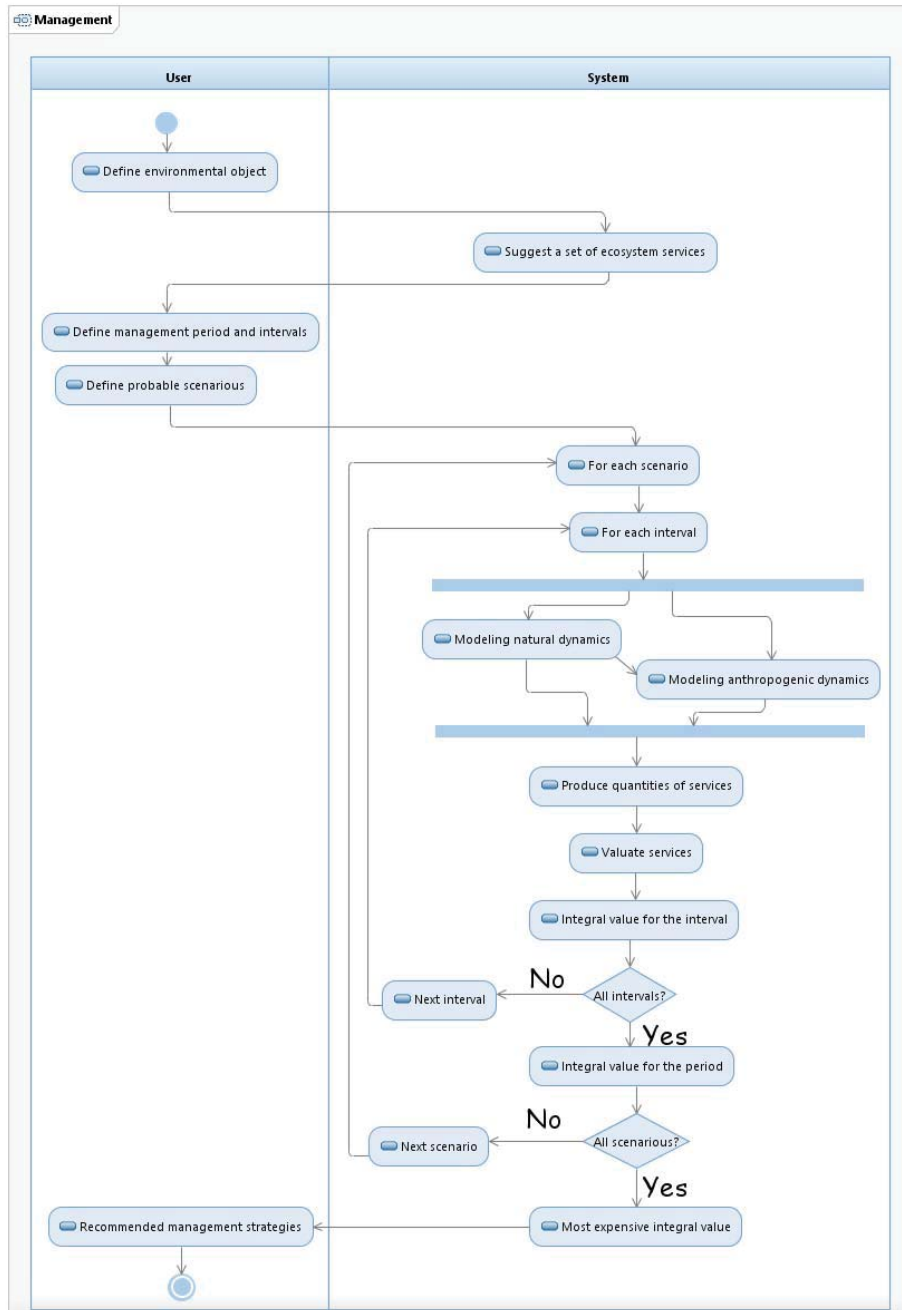 Management
User
System
Define environmental object
Suggest a set of ecosystem services
Define management period and intervals
Define probable scenarious
For each scenario
For each interval
Modeling natural dynamics
Modeling anthropogenic dynamics
Produce quantities of services
Valuate services
Integral value for the interval
No
All intervals?
Next interval
Yes
Integral value for the period
No
All scenarious?
Next scenario
Yes
Recommended management strategies
Most expensive integral value